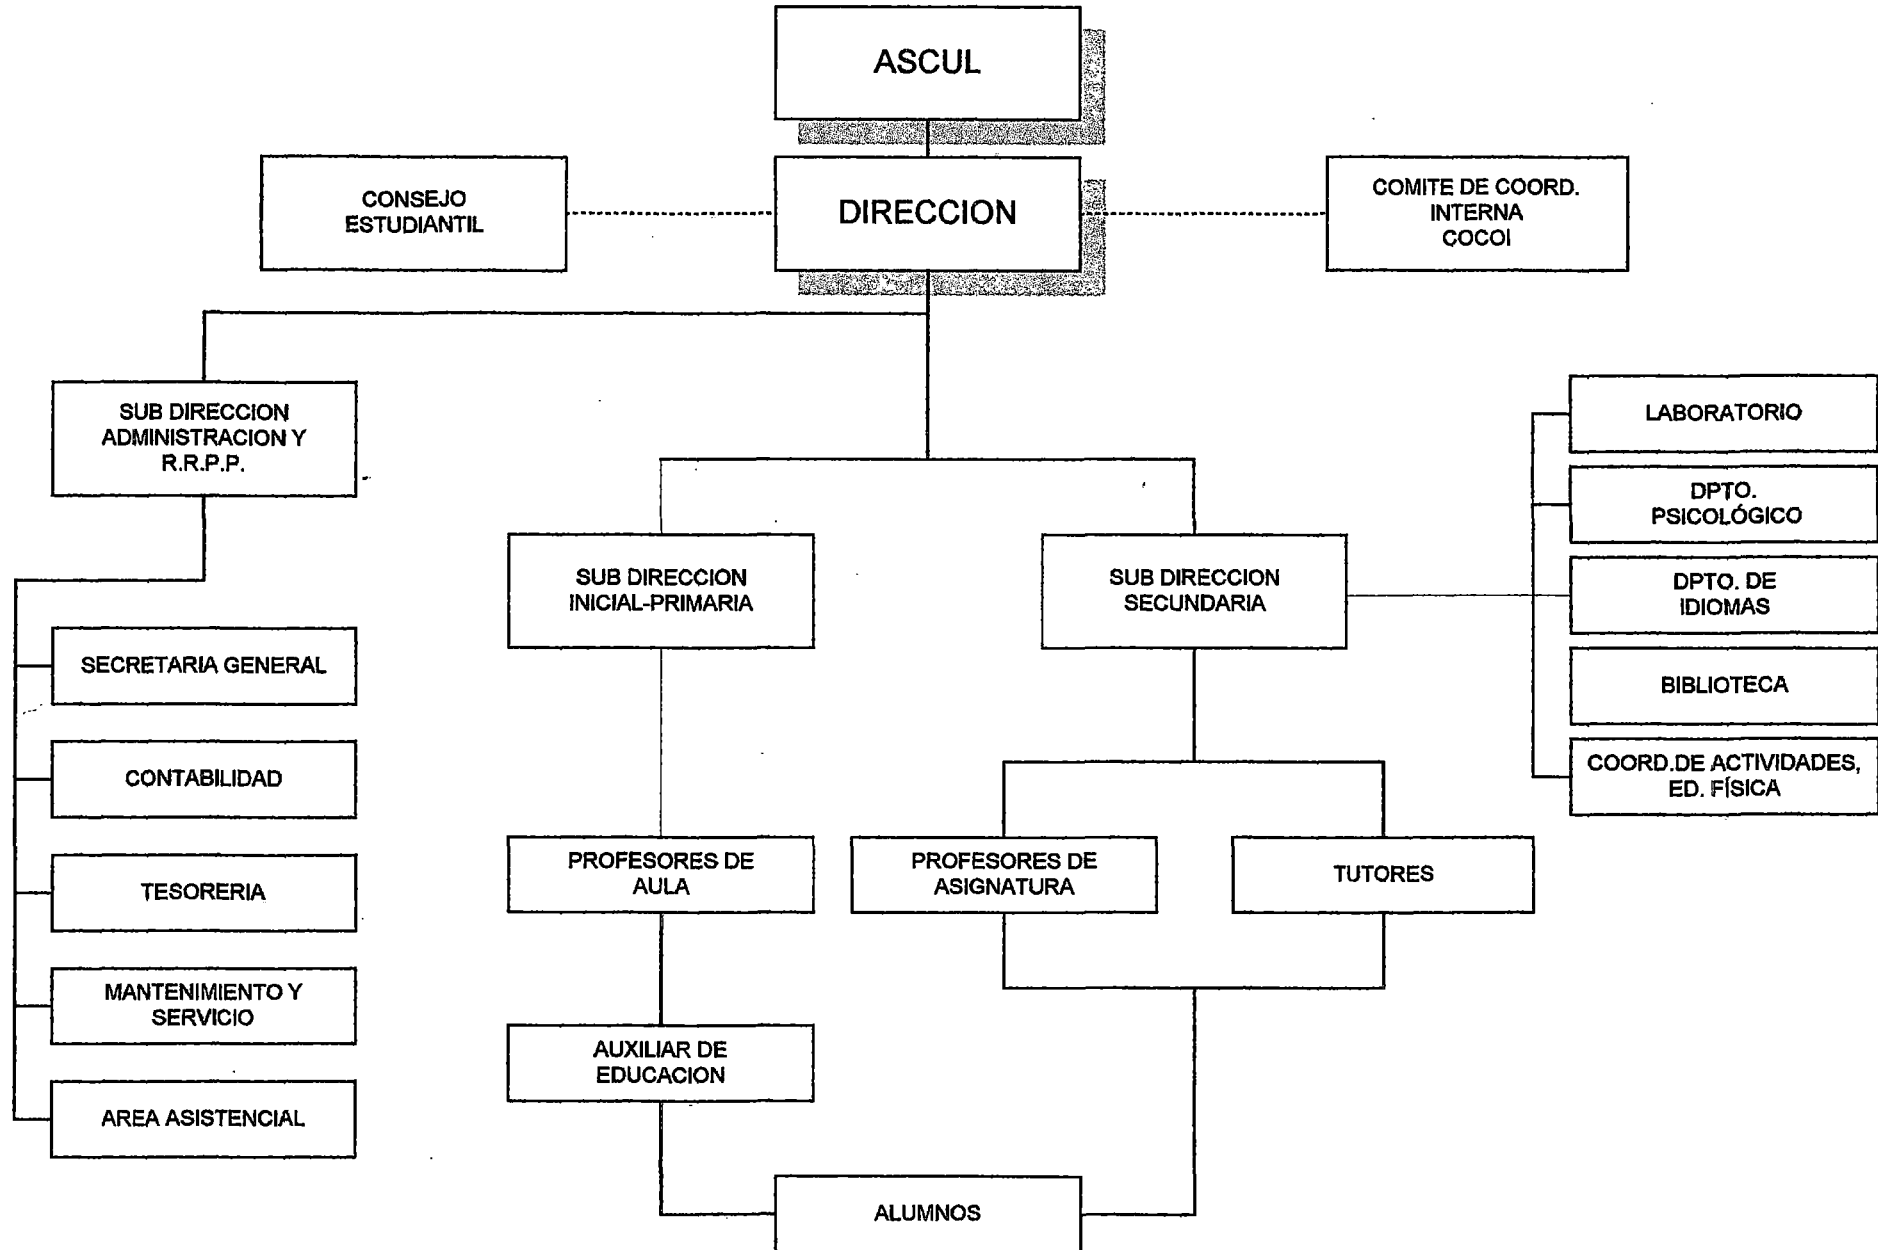 ASCUL
CONSEJO
ESTUDIANTIL
DIRECCION
COMITE DE COORD.
INTERNA
COCOI
SUB DIRECCION
ADMINISTRACION Y
R.R.P.P.
SECRETARIA GENERAL
CONTABILIDAD
TESORERIA
MANTENIMIENTO Y
SERVICIO
AREA ASISTENCIAL
SUB DIRECCION
INICIAL-PRIMARIA
PROFESORES DE
AULA
AUXILIAR DE
EDUCACION
SUB DIRECCION
SECUNDARIA
PROFESORES DE
ASIGNATURA
TUTORES
LABORATORIO
DPTO.
PSICOLÓGICO
DPTO. DE
IDIOMAS
BIBLIOTECA
COORD.DE ACTIVIDADES,
ED. FÍSICA
ALUMNOS